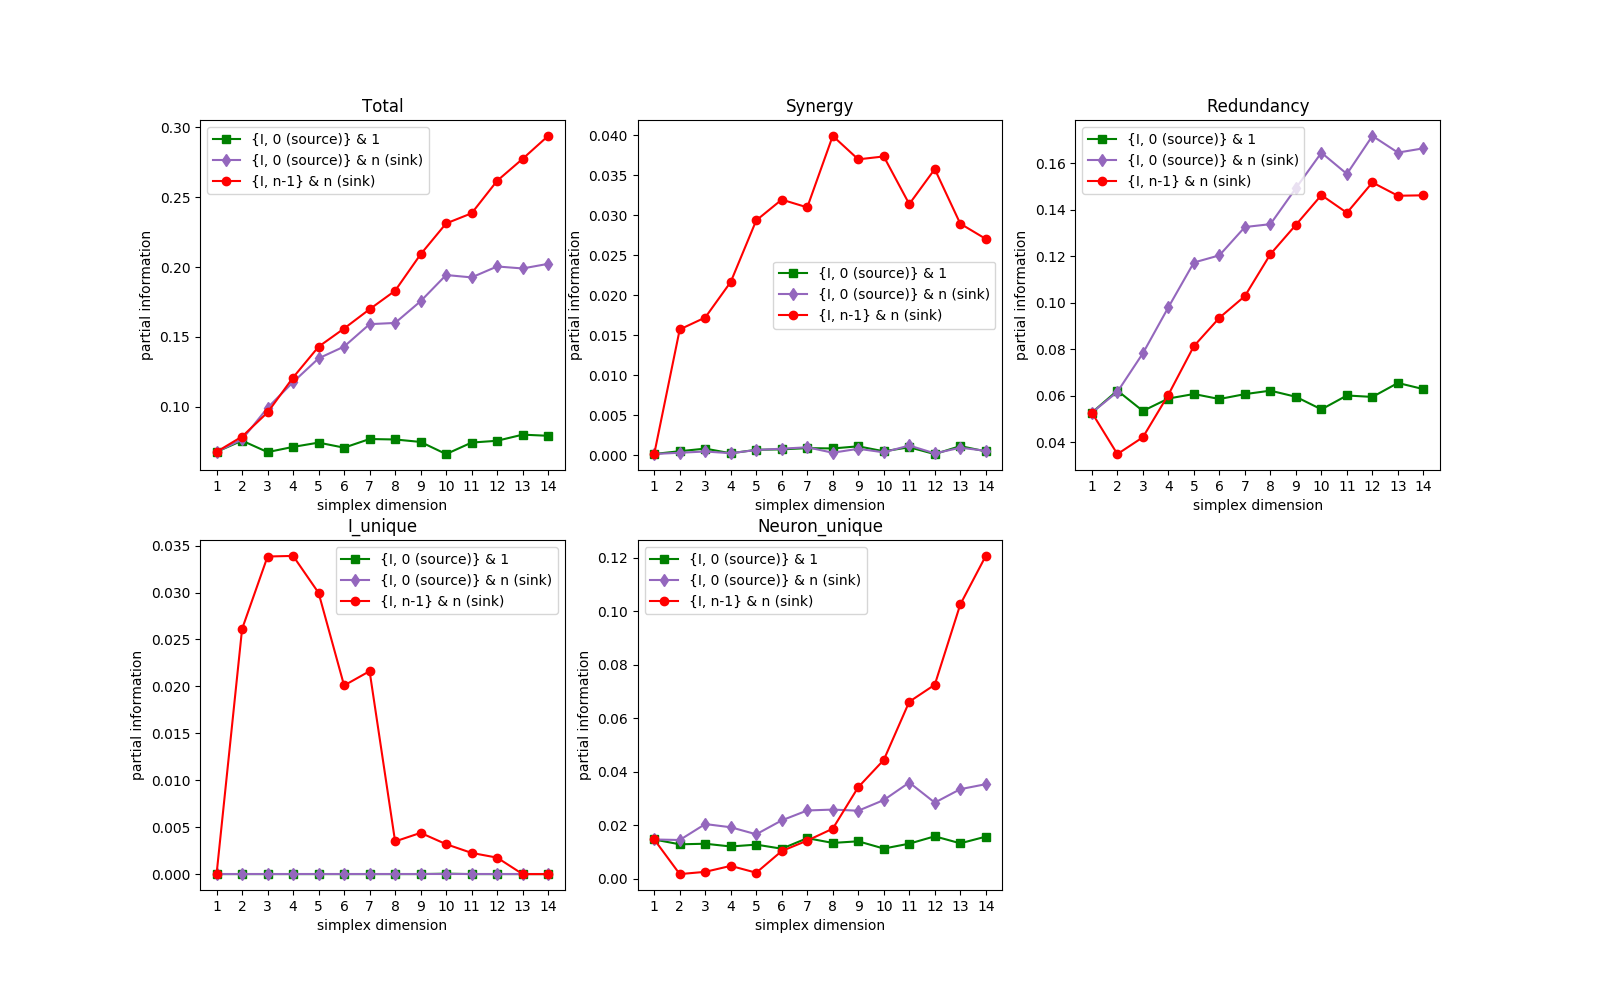 Total
0.30
0.25
0.20
0.15
0.10
partial information
{I, 0 (source)} & 1
{I, 0 (source)} & n (sink)
{I, n-1} & n (sink)
1 2 3 4 5 6 7 8 9 10 11 12 13 14
simplex dimension
Synergy
0.040
0.035
0.030
0.025
0.020
0.015
0.010
0.005
0.000
partial information
{I, 0 (source)} & 1
{I, 0 (source)} & n (sink)
{I, n-1} & n (sink)
1 2 3 4 5 6 7 8 9 10 11 12 13 14
simplex dimension
Redundancy
0.16
0.14
0.12
0.10
0.08
0.06
0.04
partial information
{I, 0 (source)} & 1
{I, 0 (source)} & n (sink)
{I, n-1} & n (sink)
1 2 3 4 5 6 7 8 9 10 11 12 13 14
simplex dimension
I_unique
0.035
0.030
0.025
0.020
0.015
0.010
0.005
0.000
partial information
{I, 0 (source)} & 1
{I, 0 (source)} & n (sink)
{I, n-1} & n (sink)
1 2 3 4 5 6 7 8 9 10 11 12 13 14
simplex dimension
Neuron_unique
0.12
0.10
0.08
0.06
0.04
0.02
0.00
partial information
{I, 0 (source)} & 1
{I, 0 (source)} & n (sink)
{I, n-1} & n (sink)
1 2 3 4 5 6 7 8 9 10 11 12 13 14
simplex dimension